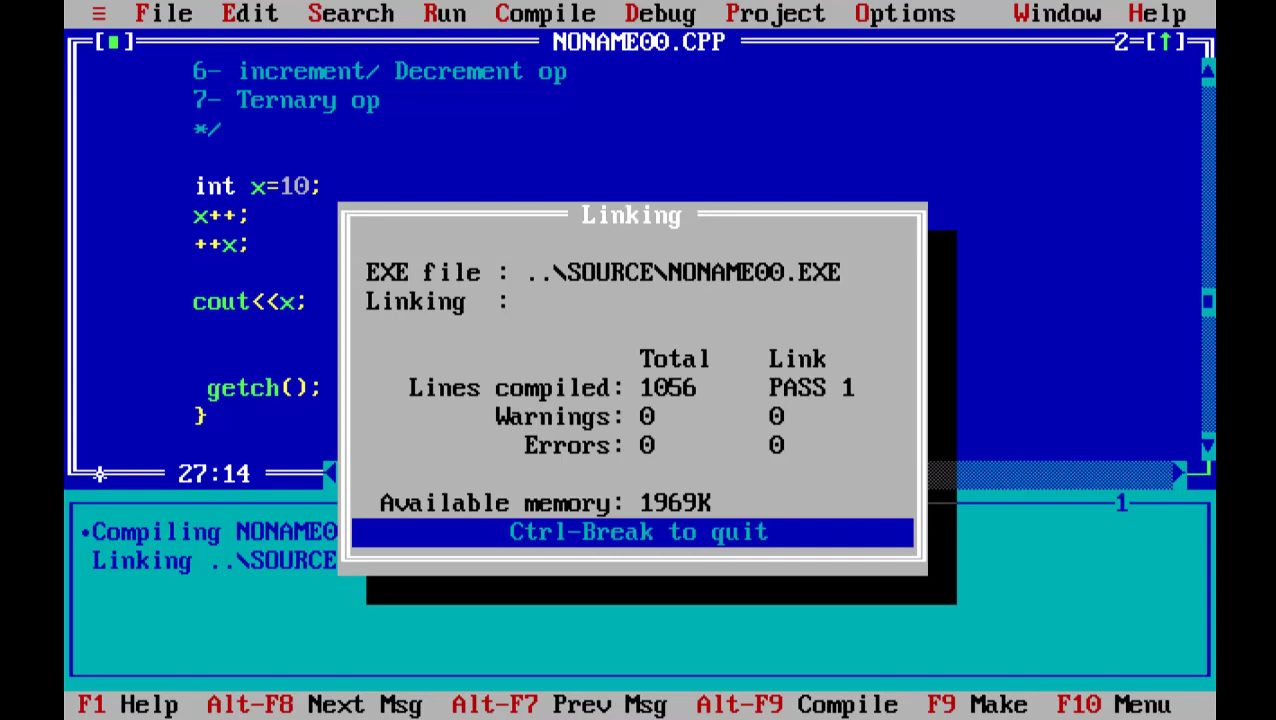 ≡ File Edit Search Run Compile Debug Project Options Window Help
[■] NONAME00.CPP 2=[↑]
6- increment/ Decrement op
7- Ternary op
*/
int x=10;
x++;
++x;
cout<<x;
getch();
}
27:14
Linking
EXE file : ..\SOURCE\NONAME00.EXE
Linking :
Total Link
Lines compiled: 1056 PASS 1
Warnings: 0 0
Errors: 0 0
Available memory: 1969K
Ctrl-Break to quit
1
•Compiling NONAME0
Linking ..\SOURCE
F1 Help Alt-F8 Next Msg Alt-F7 Prev Msg Alt-F9 Compile F9 Make F10 Menu